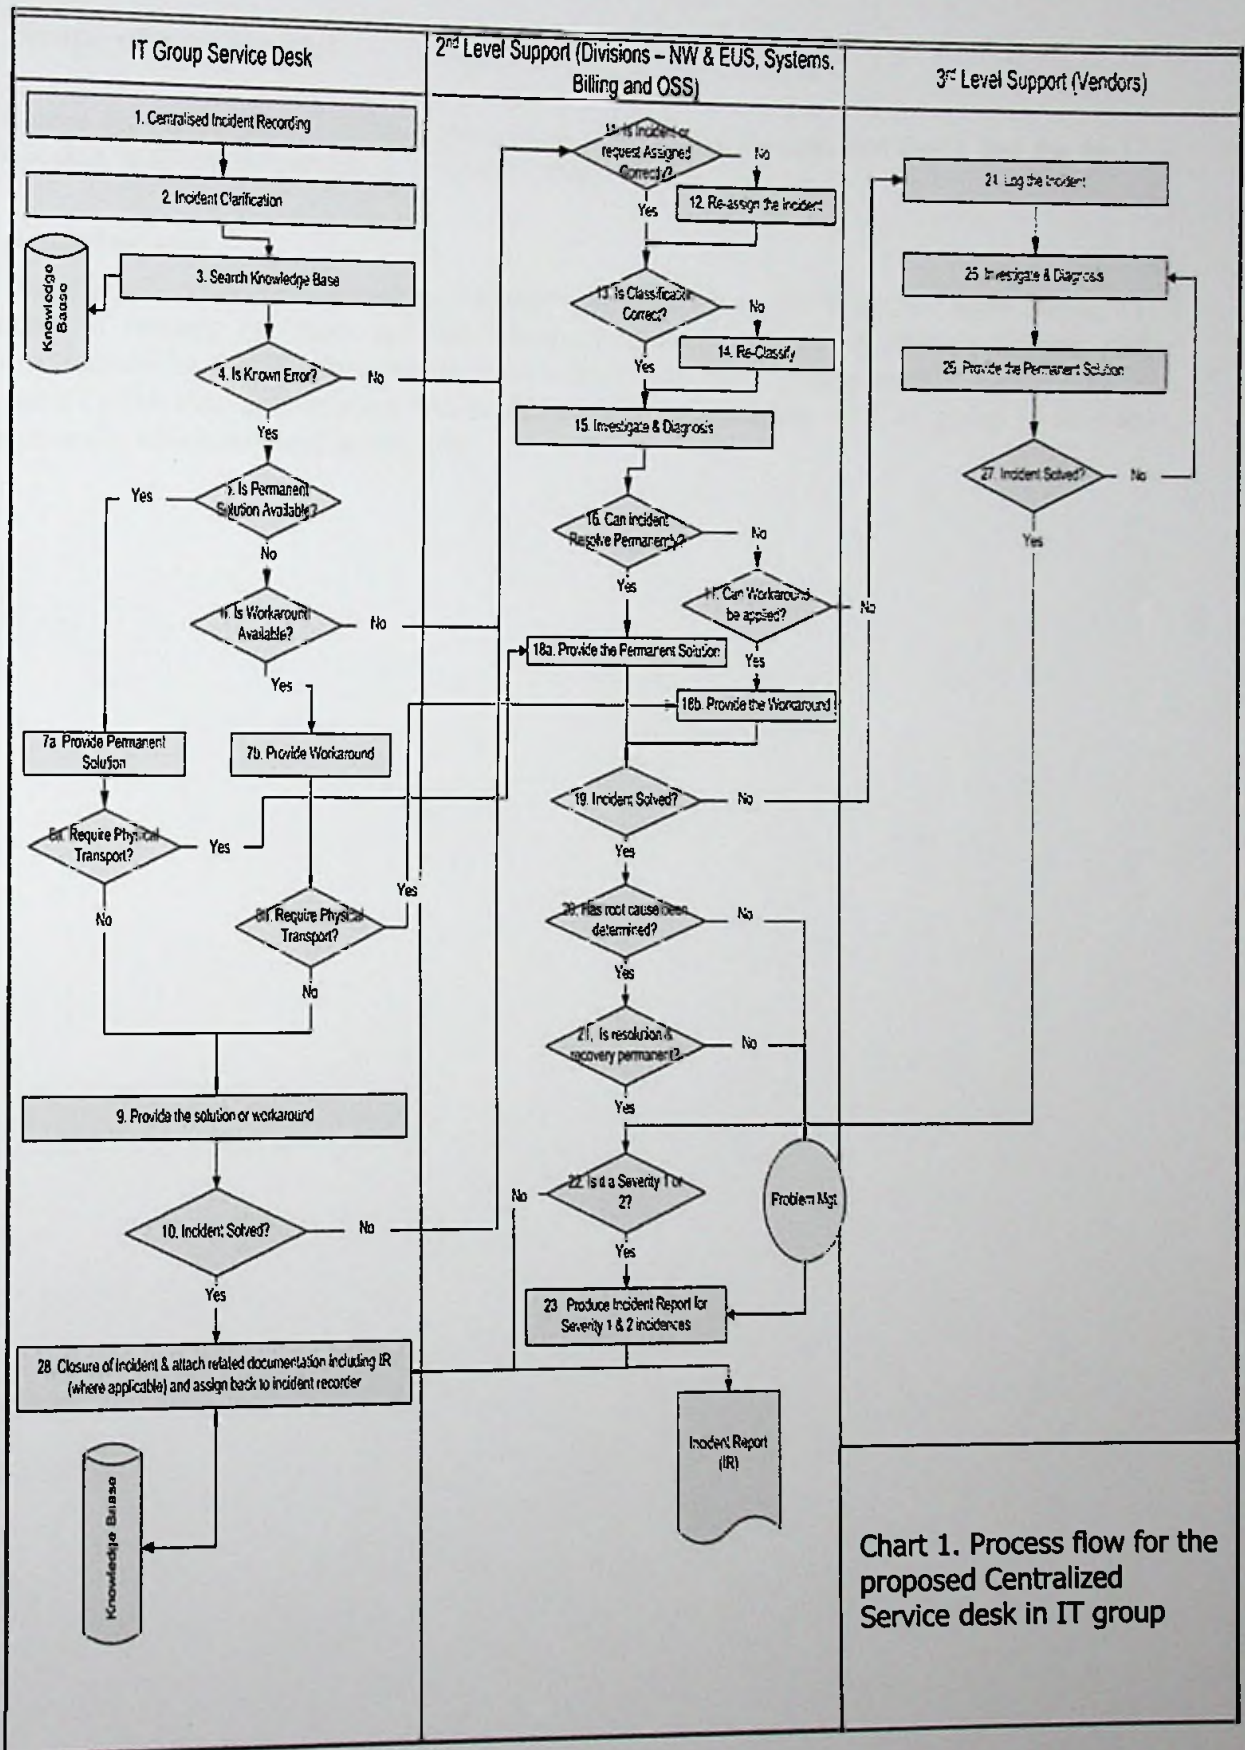 IT Group Service Desk
1. Centralised Incident Recording
2. Incident Clarification
3. Search Knowledge Base
Knowledge
Baase
4. Is Known Error?
No
Yes
5. Is Permanent
Solution Available?
Yes
No
6. Is Workaround
Available?
No
Yes
7a Provide Permanent
Solution
7b. Provide Workaround
8a. Require Physical
Transport?
Yes
No
Require Physical
Transport?
Yes
No
9. Provide the solution or workaround
10. Incident Solved?
No
Yes
28 Closure of Incident & attach related documentation including IR
(where applicable) and assign back to incident recorder
Knowledge Baase
2nd Level Support (Divisions – NW & EUS, Systems.
Billing and OSS)
11. Is Incident or
request Assigned
Correctly?
No
Yes
12. Re-assign the Incident
13. Is Classification
Correct?
No
Yes
14. Re-Classify
15. Investigate & Diagnosis
16. Can Incident
Resolve Permanently?
No
Yes
17. Can Workaround
be applied?
No
Yes
18a. Provide the Permanent Solution
18b. Provide the Workaround
19. Incident Solved?
No
Yes
20. Has root cause been
determined?
No
Yes
21, Is resolution &
recovery permanent?
No
Yes
22. Is it a Severity 1 or
2?
No
Yes
Problem Mgt
23 Produce Incident Report for
Severity 1 & 2 incidences
Incident Report
(IR)
3rd Level Support (Vendors)
Log the Incident
25 Investigate & Diagnosis
26 Provide the Permanent Solution
27. Incident Solved?
No
Yes
Chart 1. Process flow for the
proposed Centralized
Service desk in IT group